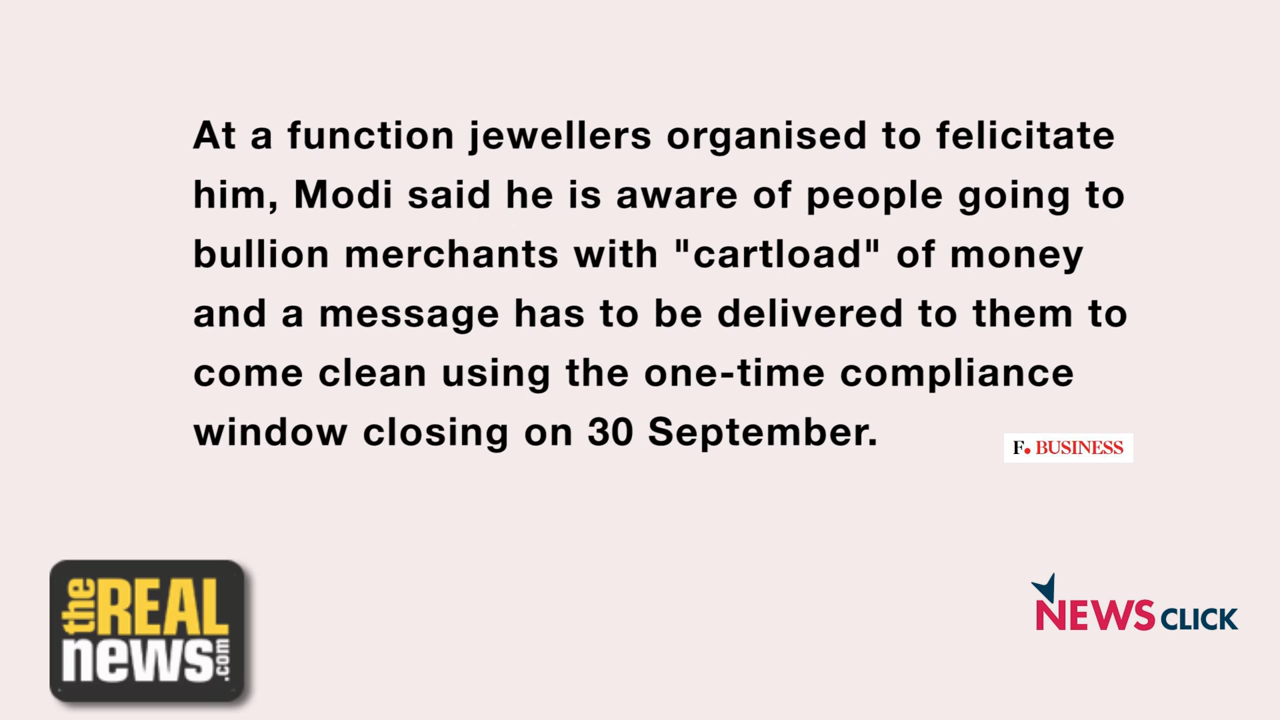 At a function jewellers organised to felicitate
him, Modi said he is aware of people going to
bullion merchants with "cartload" of money
and a message has to be delivered to them to
come clean using the one-time compliance
window closing on 30 September.
F. BUSINESS
the REAL
news.com
NEWS CLICK